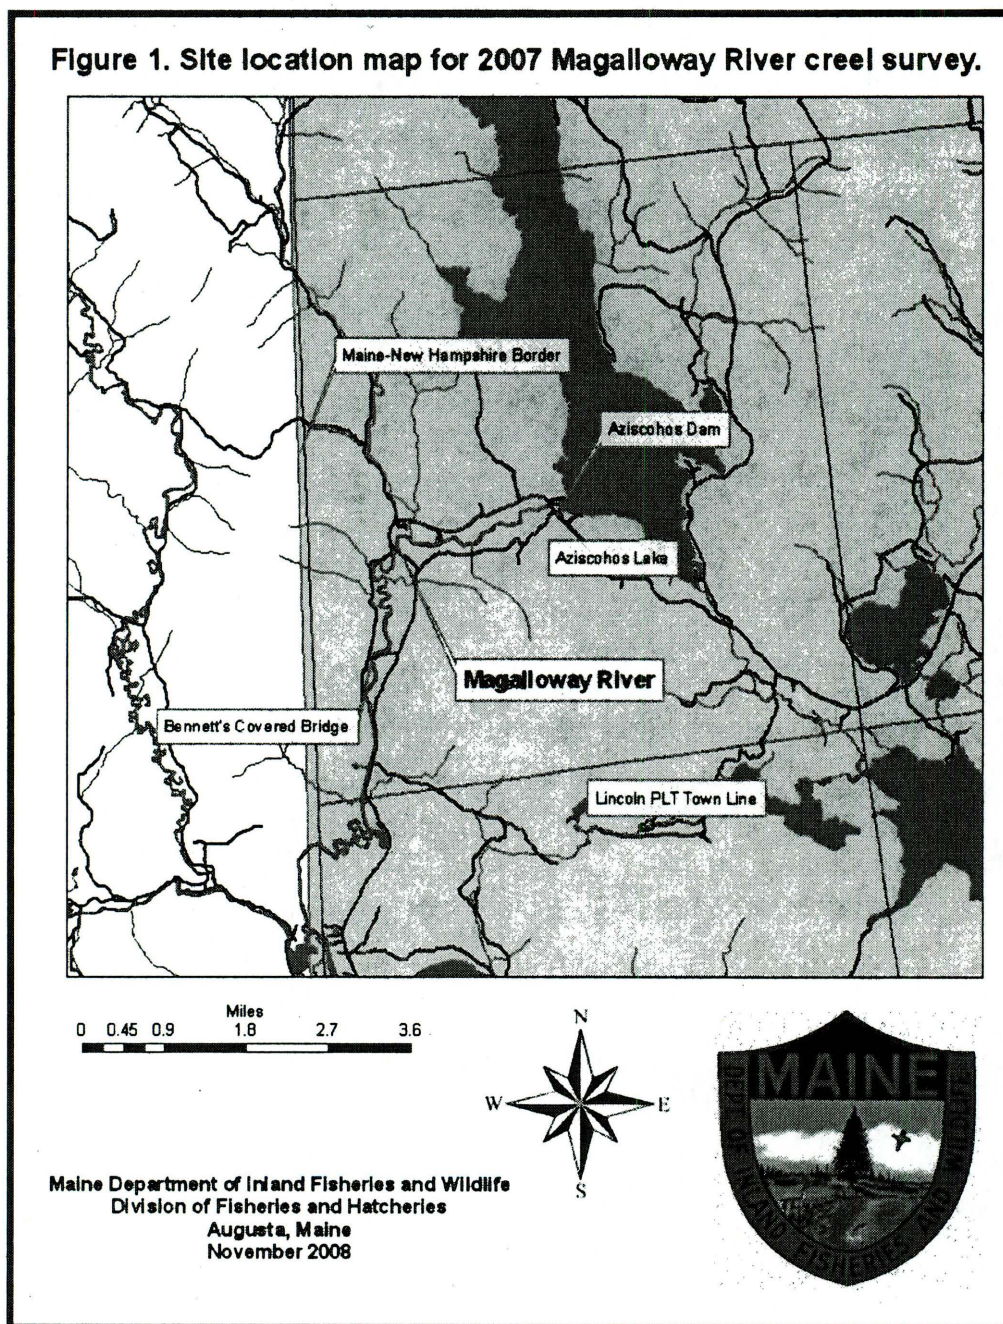 Figure 1. Site location map for 2007 Magalloway River creel survey.
Maine-New Hampshire Border
Aziscohos Dam
Aziscohos Lake
Magalloway River
Bennett's Covered Bridge
Lincoln PLT Town Line
Miles
0 0.45 0.9 1.8 2.7 3.6
N
W E
S
MAINE
DEPT OF INLAND FISHERIES AND WILDLIFE
Maine Department of Inland Fisheries and Wildlife
Division of Fisheries and Hatcheries
Augusta, Maine
November 2008